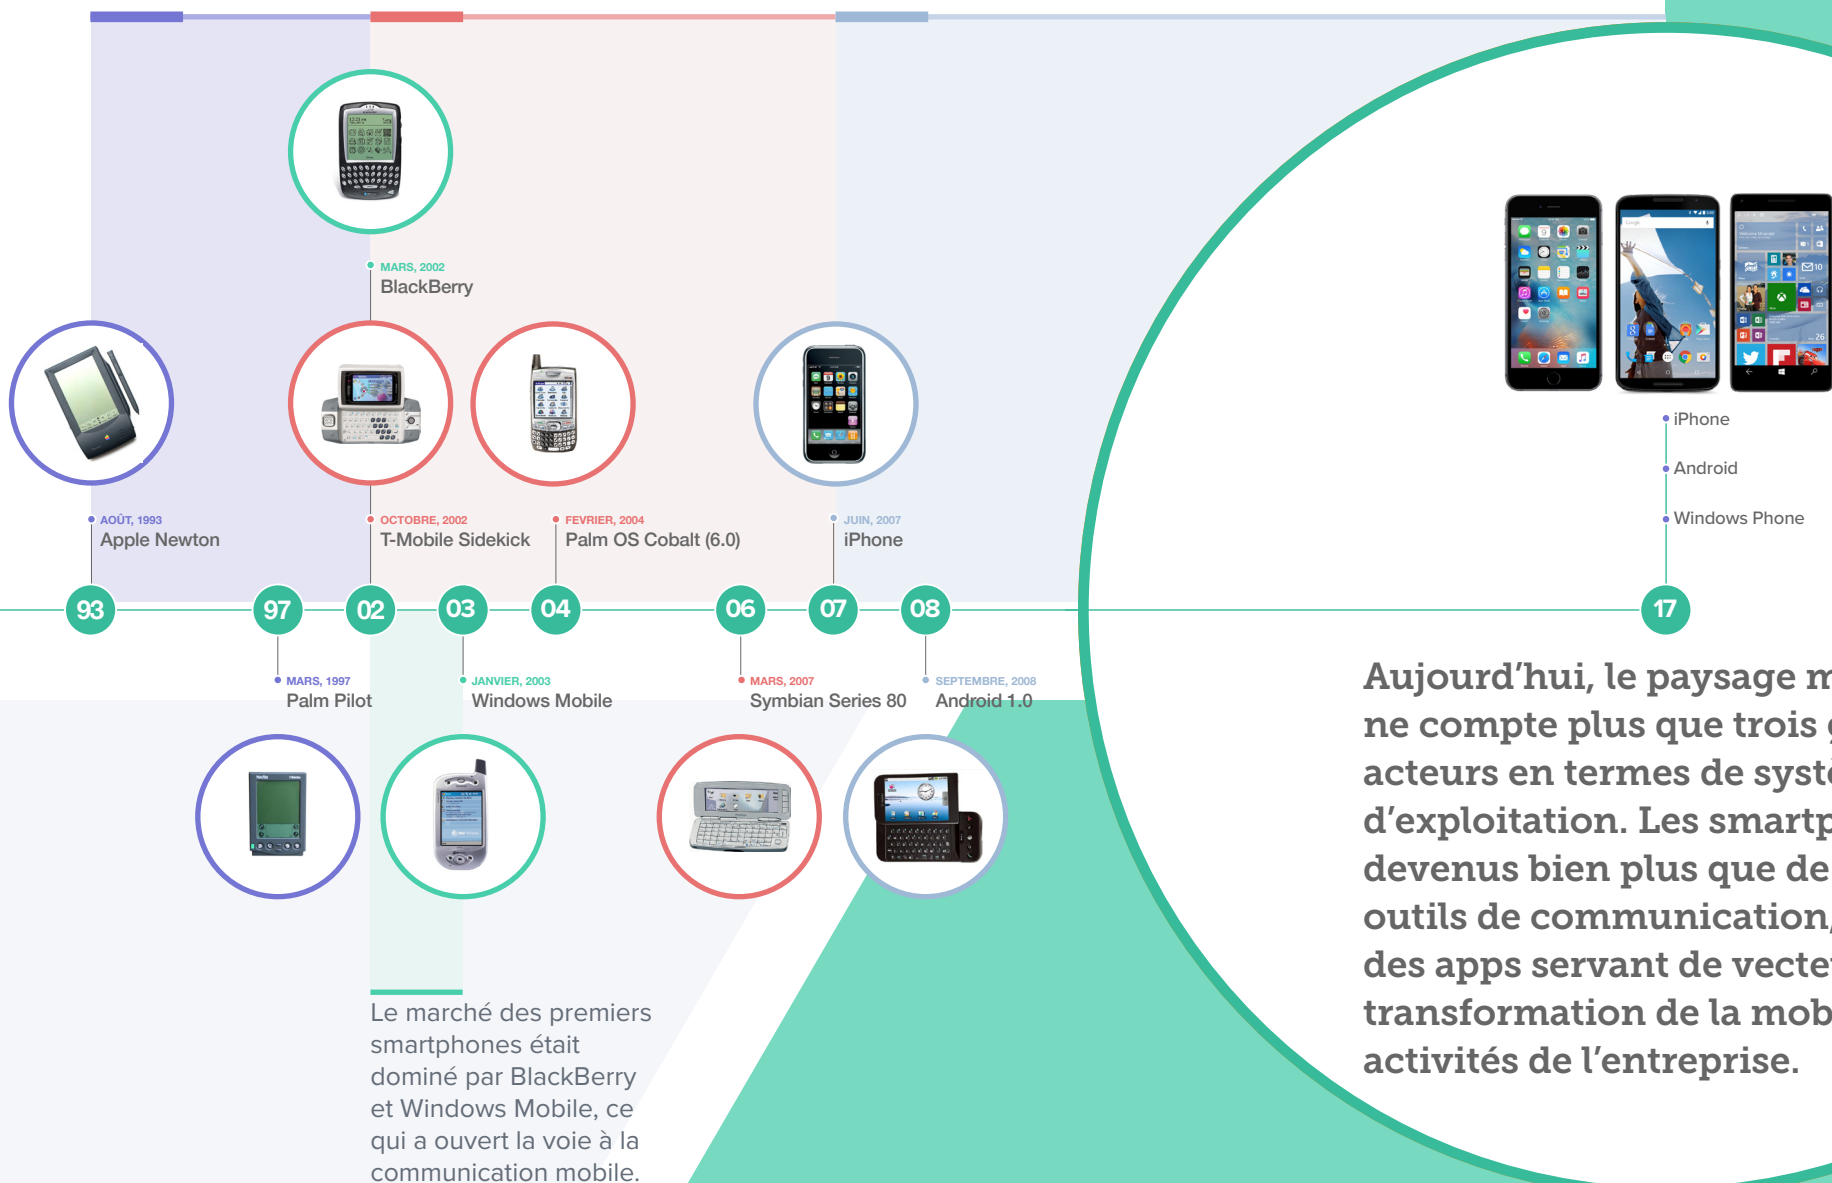 MARS, 2002
BlackBerry
AOÛT, 1993
Apple Newton
OCTOBRE, 2002
T-Mobile Sidekick
FEVRIER, 2004
Palm OS Cobalt (6.0)
JUIN, 2007
iPhone
iPhone
Android
Windows Phone
93
97
02
03
04
06
07
08
17
MARS, 1997
Palm Pilot
JANVIER, 2003
Windows Mobile
MARS, 2007
Symbian Series 80
SEPTEMBRE, 2008
Android 1.0
Le marché des premiers
smartphones était
dominé par BlackBerry
et Windows Mobile, ce
qui a ouvert la voie à la
communication mobile.
Aujourd’hui, le paysage m
ne compte plus que trois
acteurs en termes de systè
d’exploitation. Les smartp
devenus bien plus que de
outils de communication,
des apps servant de vecte
transformation de la mob
activités de l’entreprise.